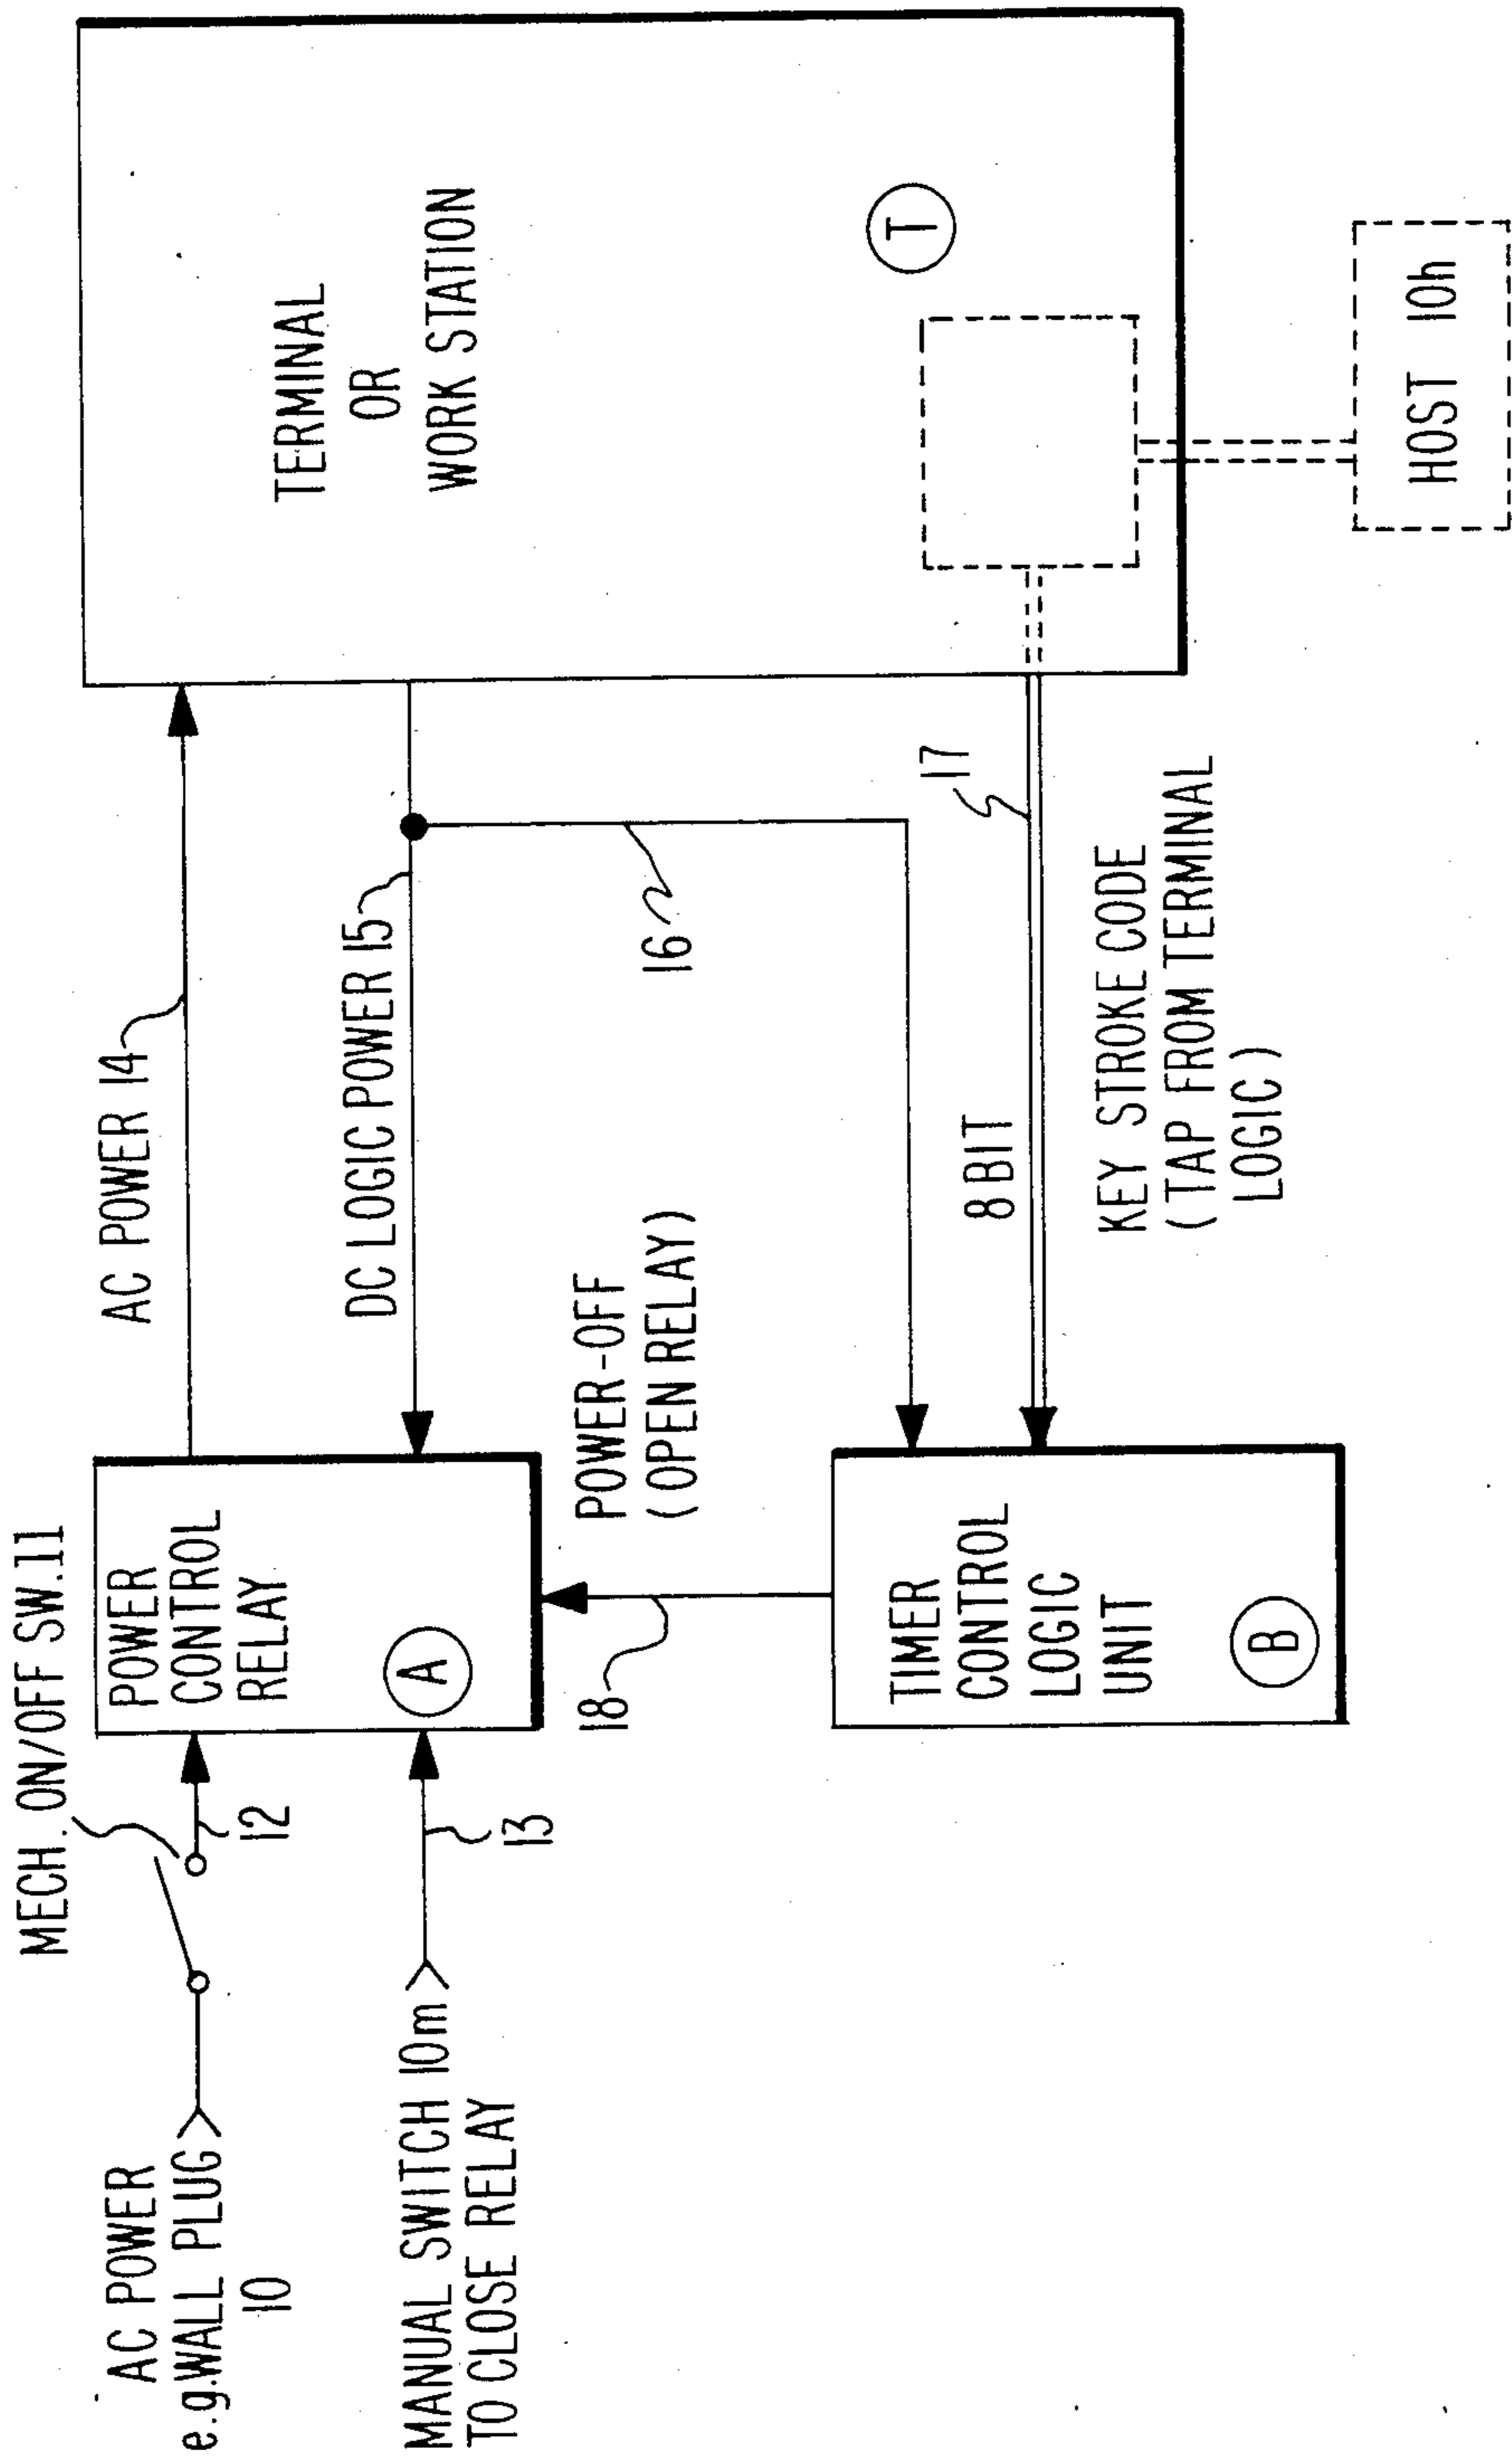 MECH. ON/OFF SW.11
AC POWER
e.g.WALL PLUG
10
12
MANUAL SWITCH 10m
TO CLOSE RELAY
13
POWER
CONTROL
RELAY
A
AC POWER 14
DC LOGIC POWER 15
16
POWER-OFF
(OPEN RELAY)
18
TIMER
CONTROL
LOGIC
UNIT
B
8 BIT
17
KEY STROKE CODE
(TAP FROM TERMINAL
LOGIC)
TERMINAL
OR
WORK STATION
T
HOST 10h